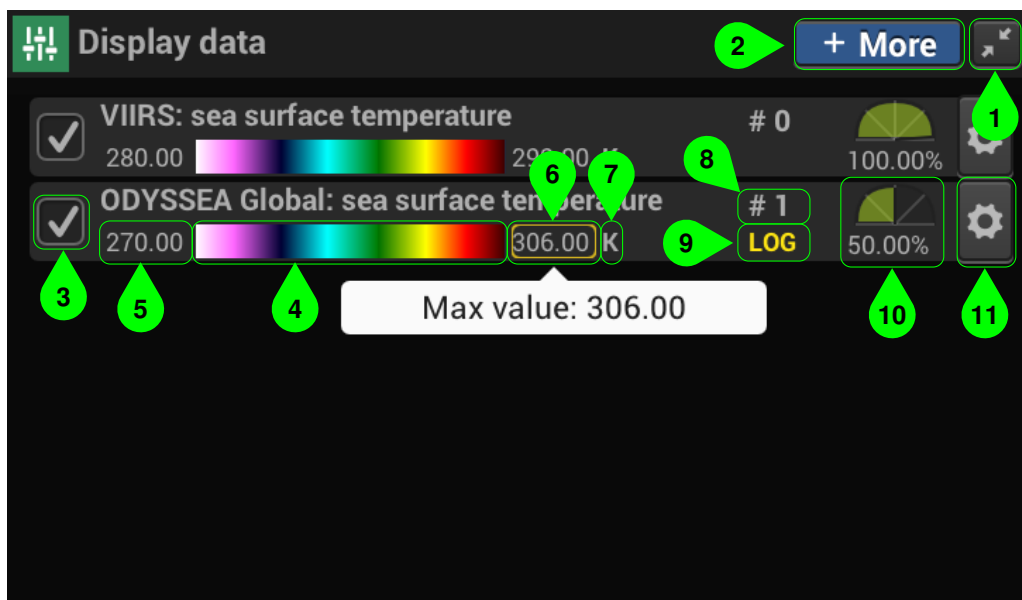 Display data
2
+ More
1
VIIRS: sea surface temperature
# 0
280.00
100.00%
6
7
8
ODYSSEA Global: sea surface temperature
# 1
270.00
306.00
K
9
LOG
50.00%
3
5
4
10
11
Max value: 306.00